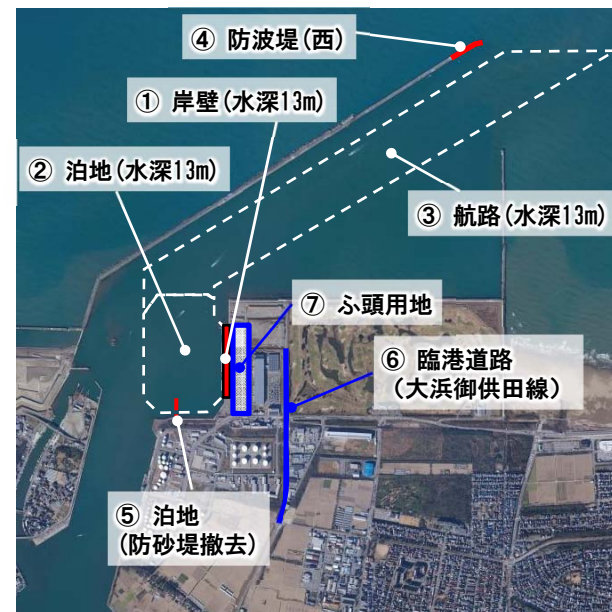 ④ 防波堤(西)
① 岸壁(水深13m)
② 泊地(水深13m)
③ 航路(水深13m)
⑦ ふ頭用地
⑥ 臨港道路
(大浜御供田線)
⑤ 泊地
(防砂堤撤去)